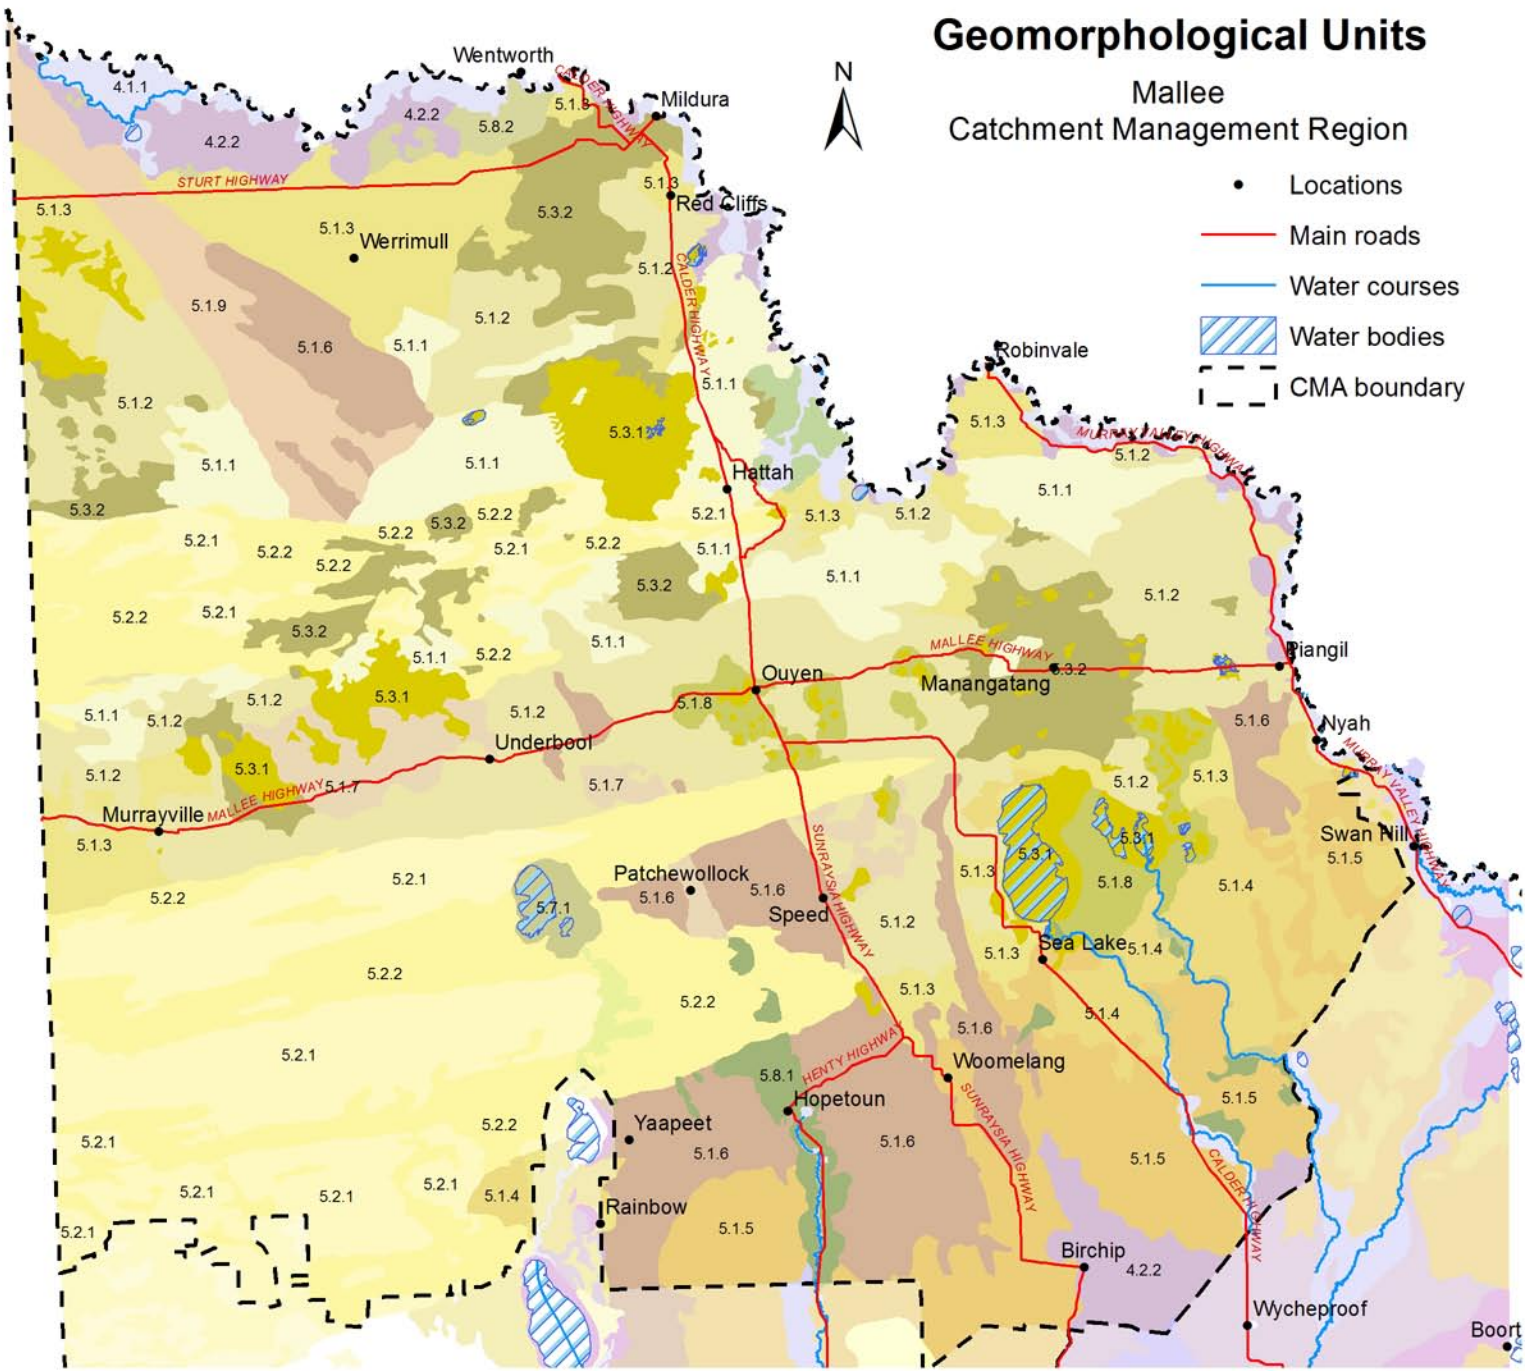 Geomorphological Units
Mallee
Catchment Management Region
N
Locations
Main roads
Water courses
Water bodies
CMA boundary
Wentworth
CALDER HIGHWAY
4.1.1
5.1.3
Mildura
4.2.2
5.8.2
4.2.2
STURT HIGHWAY
5.1.3
5.1.3
Red Cliffs
5.3.2
5.1.3
Werrimull
5.1.2
CALDER HIGHWAY
5.1.9
5.1.2
5.1.6
5.1.1
Robinvale
5.1.1
5.1.2
5.1.3
5.3.1
MURRAY VALLEY HIGHWAY
5.1.2
5.1.1
5.1.1
Hattah
5.1.1
5.3.2
5.2.2
5.3.2
5.2.1
5.1.3
5.1.2
5.2.2
5.2.1
5.2.2
5.2.1
5.2.2
5.1.1
5.2.2
5.1.1
5.3.2
5.1.2
5.2.2
5.2.1
5.3.2
5.1.1
MALLEE HIGHWAY
5.1.1
5.2.2
Piangil
5.3.2
Ouyen
Manangatang
5.1.2
5.3.1
5.1.8
5.1.1
5.1.2
5.1.2
5.1.6
Nyah
Underbool
MURRAY VALLEY HIGHWAY
5.3.1
5.1.2
5.1.7
5.1.7
5.1.2
5.1.3
MALLEE HIGHWAY
Murrayville
5.1.3
SUNRAYSIA HIGHWAY
Swan Hill
5.3.1
5.3.1
5.1.5
Patchewollock
5.2.1
5.1.3
5.1.8
5.1.4
5.2.2
5.1.6
5.1.6
5.7.1
Speed
5.1.2
Sea Lake
5.1.4
5.1.3
5.2.2
5.1.3
5.2.2
5.1.4
5.1.6
5.2.1
HENTY HIGHWAY
Woomelang
5.8.1
Hopetoun
SUNRAYSIA HIGHWAY
5.1.5
5.2.2
Yaapeet
5.2.1
5.1.6
5.1.6
5.1.5
CALDER HIGHWAY
5.2.1
5.2.1
5.2.1
5.1.4
Rainbow
5.2.1
5.1.5
Birchip
4.2.2
Wycheproof
Boort